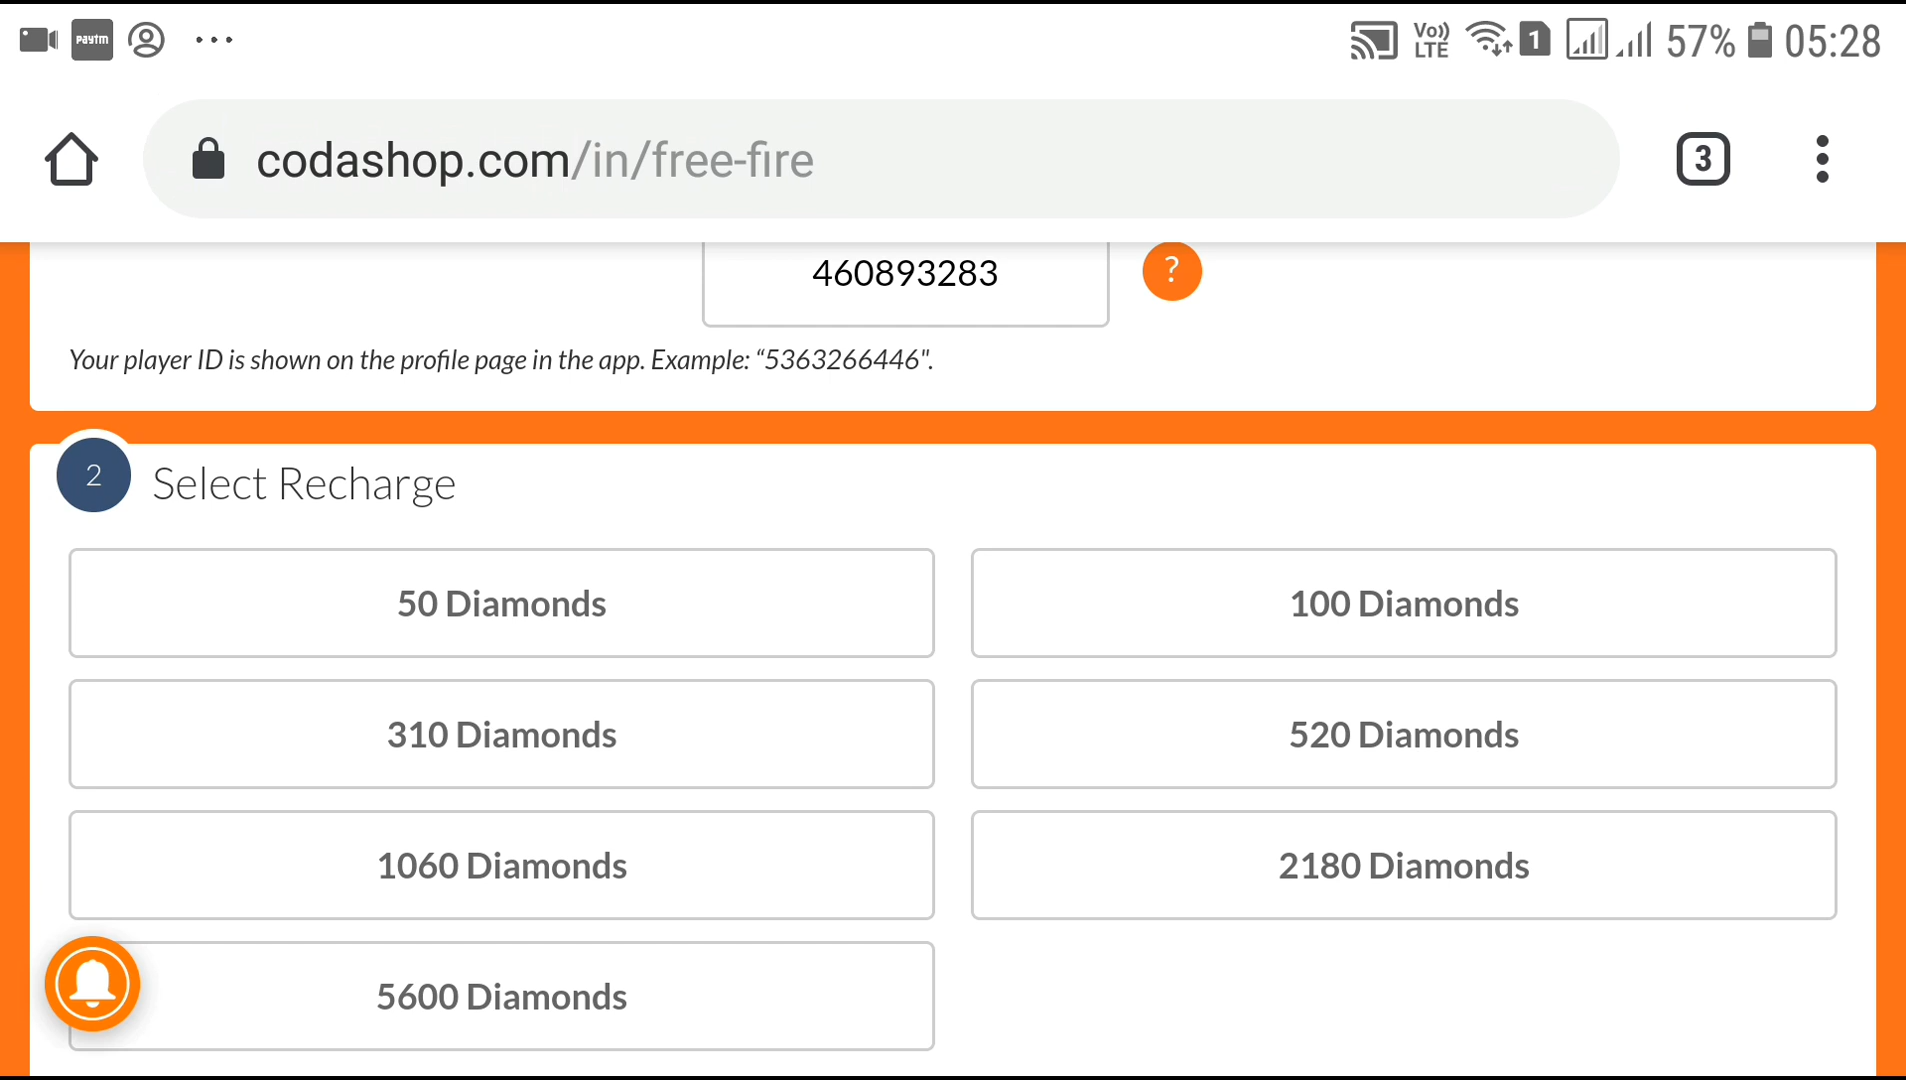 paytm
Vo))
LTE
1
57%
05:28
codashop.com/in/free-fire
3
460893283
?
Your player ID is shown on the profile page in the app. Example: “5363266446".
2
Select Recharge
50 Diamonds
100 Diamonds
310 Diamonds
520 Diamonds
1060 Diamonds
2180 Diamonds
5600 Diamonds